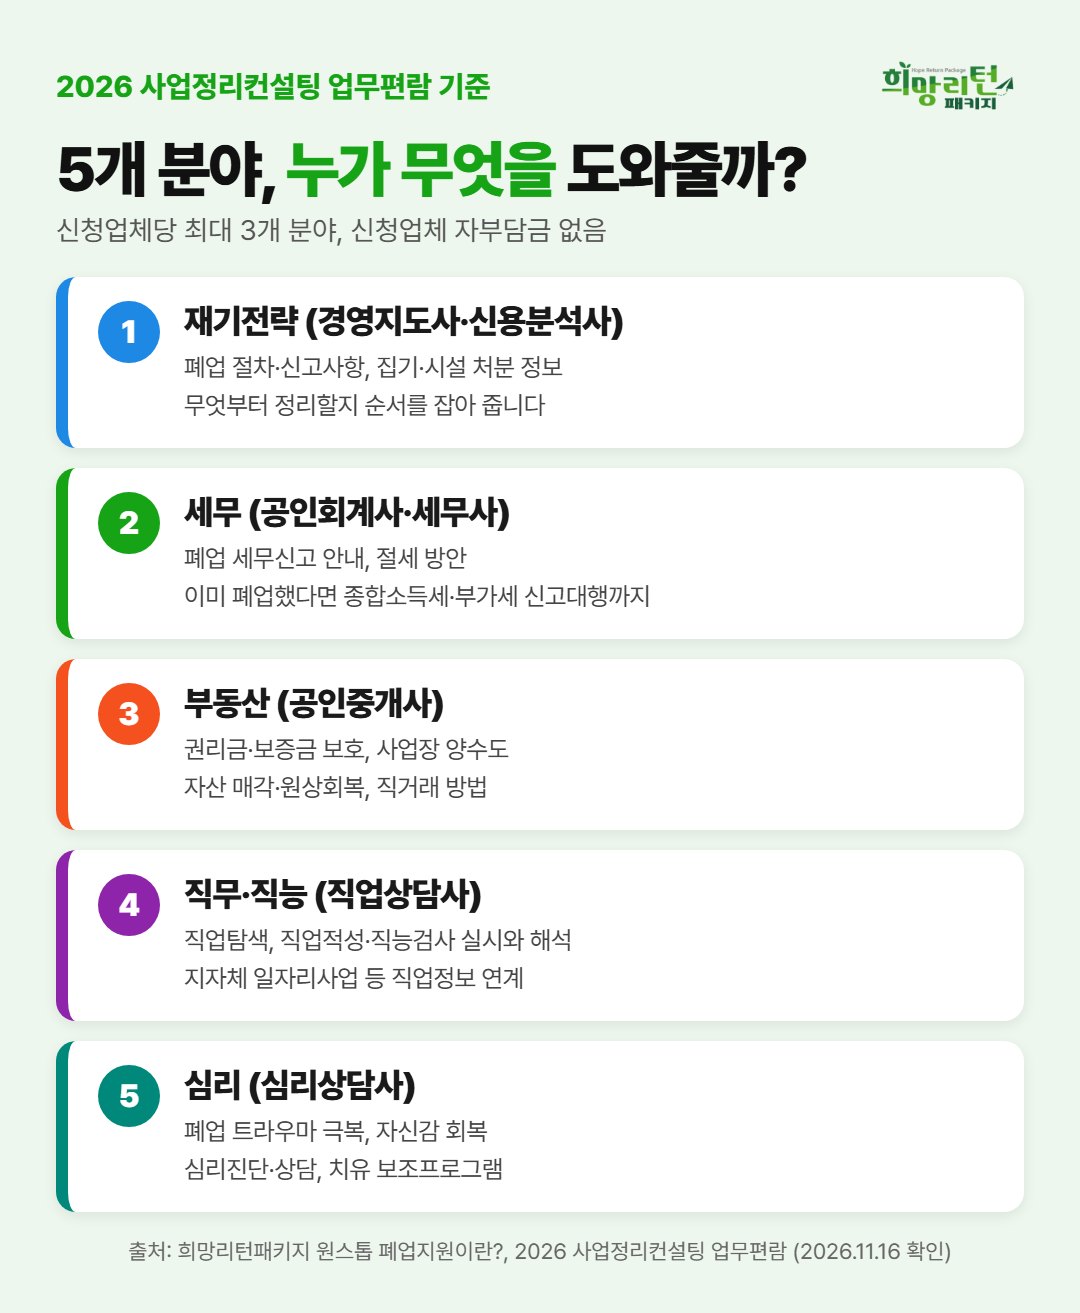 2026 사업정리컨설팅 업무편람 기준
Hope Return Package
희망리턴
패키지
5개 분야, 누가 무엇을 도와줄까?
신청업체당 최대 3개 분야, 신청업체 자부담금 없음
1
재기전략 (경영지도사·신용분석사)
폐업 절차·신고사항, 집기·시설 처분 정보
무엇부터 정리할지 순서를 잡아 줍니다
2
세무 (공인회계사·세무사)
폐업 세무신고 안내, 절세 방안
이미 폐업했다면 종합소득세·부가세 신고대행까지
3
부동산 (공인중개사)
권리금·보증금 보호, 사업장 양수도
자산 매각·원상회복, 직거래 방법
4
직무·직능 (직업상담사)
직업탐색, 직업적성·직능검사 실시와 해석
지자체 일자리사업 등 직업정보 연계
5
심리 (심리상담사)
폐업 트라우마 극복, 자신감 회복
심리진단·상담, 치유 보조프로그램
출처: 희망리턴패키지 원스톱 폐업지원이란?, 2026 사업정리컨설팅 업무편람 (2026.11.16 확인)